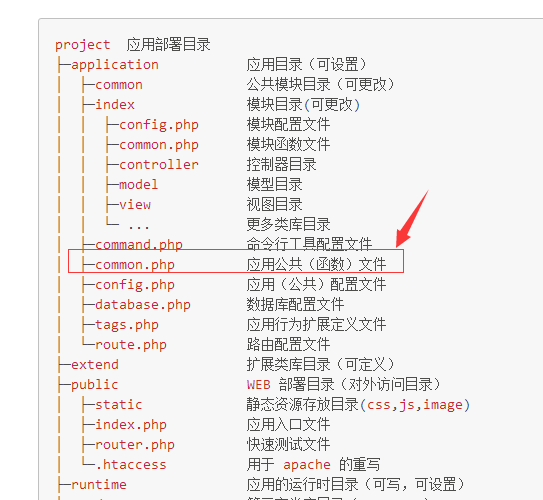 project 应用部署目录
├─application 应用目录（可设置）
│ ├─common 公共模块目录（可更改）
│ ├─index 模块目录(可更改)
│ │ ├─config.php 模块配置文件
│ │ ├─common.php 模块函数文件
│ │ ├─controller 控制器目录
│ │ ├─model 模型目录
│ │ ├─view 视图目录
│ │ └─ ... 更多类库目录
│ ├─command.php 命令行工具配置文件
│ ├─common.php 应用公共（函数）文件
│ ├─config.php 应用（公共）配置文件
│ ├─database.php 数据库配置文件
│ ├─tags.php 应用行为扩展定义文件
│ └─route.php 路由配置文件
├─extend 扩展类库目录（可定义）
├─public WEB 部署目录（对外访问目录）
│ ├─static 静态资源存放目录(css,js,image)
│ ├─index.php 应用入口文件
│ ├─router.php 快速测试文件
│ └─.htaccess 用于 apache 的重写
├─runtime 应用的运行时目录（可写，可设置）